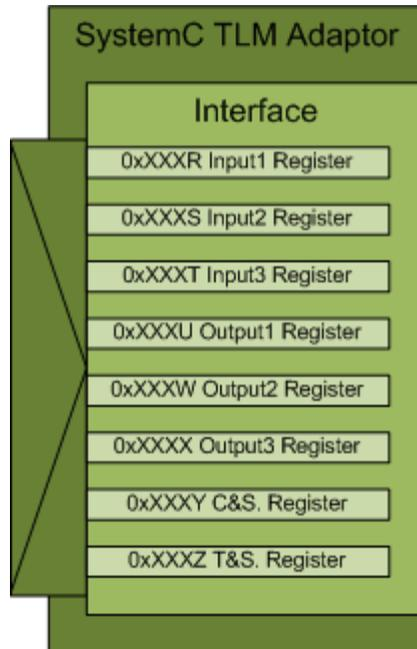 SystemC TLM Adaptor
Interface
0xXXXR Input1 Register
0xXXXS Input2 Register
0xXXXT Input3 Register
0xXXXU Output1 Register
0xXXXW Output2 Register
0xXXXX Output3 Register
0xXXXY C&S. Register
0xXXXZ T&S. Register